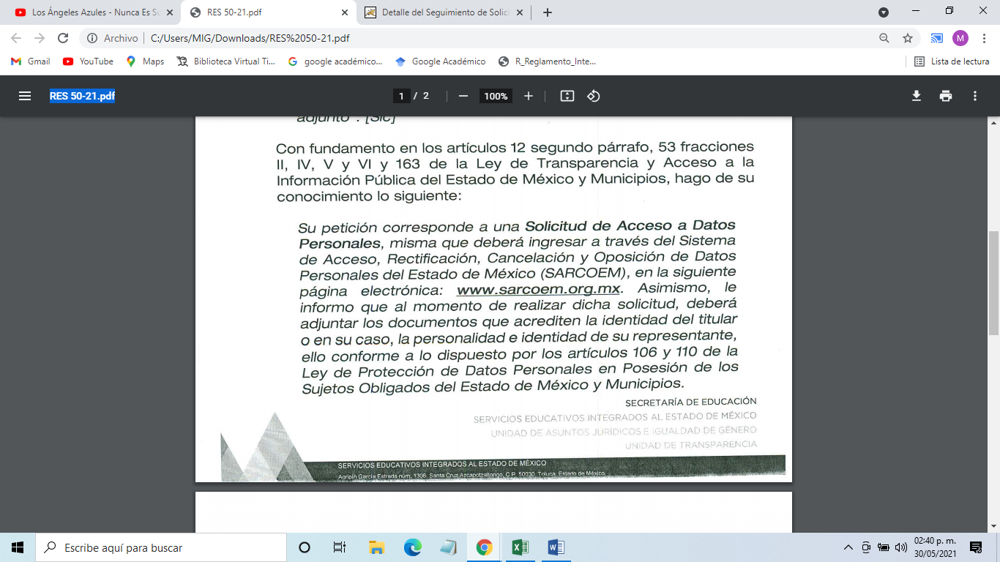 Los Ángeles Azules - Nunca Es Su
RES 50-21.pdf
Detalle del Seguimiento de Solici
Archivo
C:/Users/MIG/Downloads/RES%2050-21.pdf
M
Gmail
YouTube
Maps
Biblioteca Virtual Ti...
google académico...
Google Académico
R_Reglamento_Inte...
Lista de lectura
RES 50-21.pdf
1 / 2
100%
adjunto". [Sic]
Con fundamento en los artículos 12 segundo párrafo, 53 fracciones
II, IV, V y VI y 163 de la Ley de Transparencia y Acceso a la
Información Pública del Estado de México y Municipios, hago de su
conocimiento lo siguiente:
Su petición corresponde a una Solicitud de Acceso a Datos
Personales, misma que deberá ingresar a través del Sistema
de Acceso, Rectificación, Cancelación y Oposición de Datos
Personales del Estado de México (SARCOEM), en la siguiente
página electrónica: www.sarcoem.org.mx. Asimismo, le
informo que al momento de realizar dicha solicitud, deberá
adjuntar los documentos que acrediten la identidad del titular
o en su caso, la personalidad e identidad de su representante,
ello conforme a lo dispuesto por los artículos 106 y 110 de la
Ley de Protección de Datos Personales en Posesión de los
Sujetos Obligados del Estado de México y Municipios.
SECRETARÍA DE EDUCACIÓN
SERVICIOS EDUCATIVOS INTEGRADOS AL ESTADO DE MÉXICO
UNIDAD DE ASUNTOS JURÍDICOS E IGUALDAD DE GÉNERO
UNIDAD DE TRANSPARENCIA
SERVICIOS EDUCATIVOS INTEGRADOS AL ESTADO DE MÉXICO
Agripín García Estrada núm. 1306, Santa Cruz Azcapotzaltongo, C.P. 50030, Toluca, Estado de México.
Escribe aquí para buscar
02:40 p. m.
30/05/2021